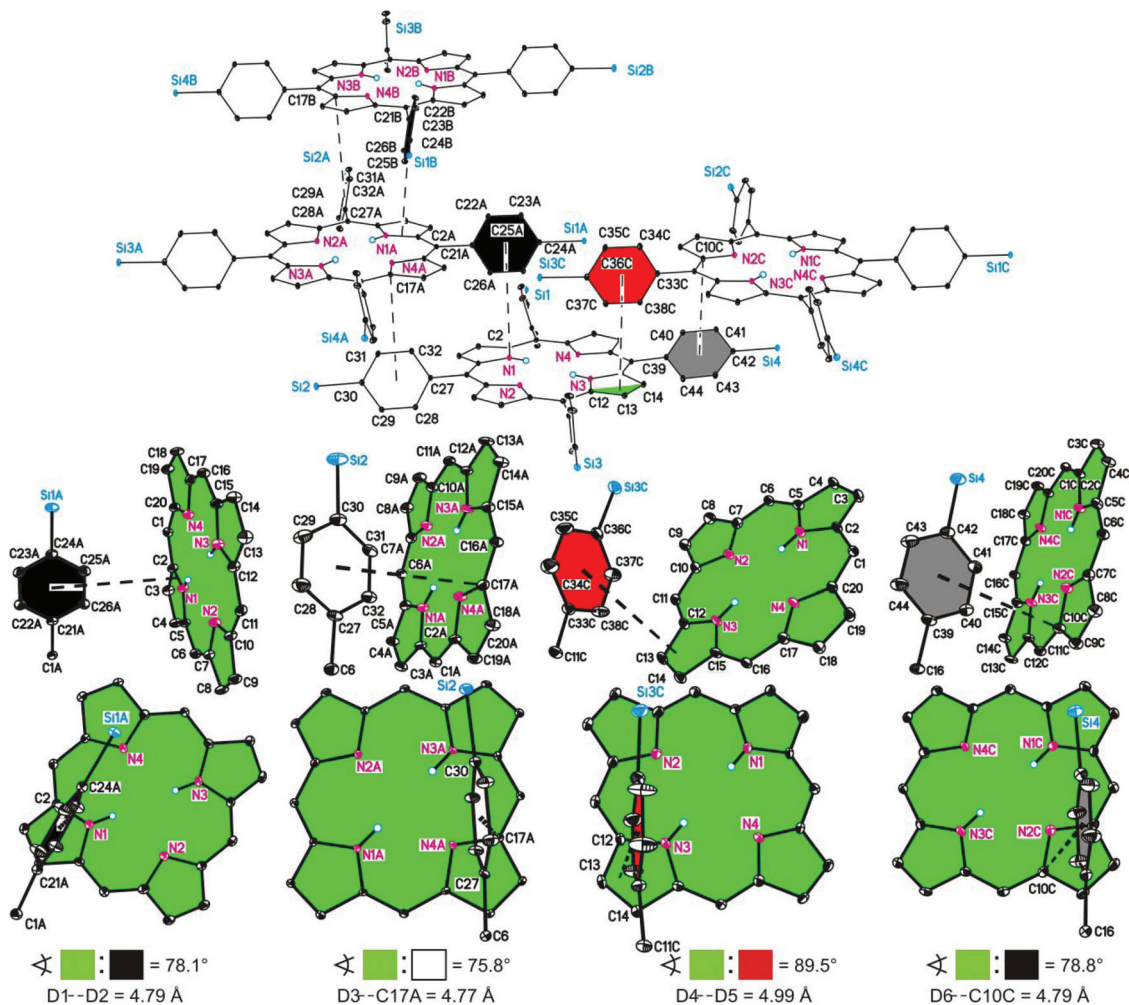 Si3B
Si4B N2B N1B Si2B
N3B
C17B N4B
C21B C22B
C23B
C24B
Si2A C26B
C25B Si1B
C31A
C29A C32A
C28A C27A
Si2C
C22A C23A
C25A Si1A
C35C C34C
C10C
Si3A N2A N1A C2A C21A C24A
Si3C C36C N2C N1C
N3A N4A C33C Si1C
C17A C26A Si1 C37C C38C N3C N4C
Si4A C2 C40 C41
C31 C32 N4 Si4
N1 C39 C42 Si4C
Si2 C27 N3
C30 N2 C12 C14 C44 C43
C29 C28 C13
Si3
C18 C17
C19 C16
C15
C20 C14
C1 N4
N3 C13
C2 C12
C3 N1
N2 C11
C4
C5 C10
C6
C7 C9
C8
Si1A
C24A
C23A C25A
C22A C26A
C21A
C1A
Si2
C30
C29 C31
C28 C32
C27
C6
C13A
C11A C12A
C14A
C9A C10A
C8A N3A C15A
C7A N2A C16A
C6A
C17A
C5A N4A C18A
N1A
C4A C2A C20A
C3A C1A C19A
Si3C
C35C C36C
C37C
C34C
C33C C38C
C11C
C4
C6 C5 C3
C8 C7
C9 N1 C2
N2 C1
C10
C11 C20
C12 N4
N3 C19
C13 C15 C17 C18
C14 C16
Si4
C43 C42
C41
C44 C40
C39
C16
C3C
C20C C4C
C1C C2C
C19C C5C
N1C C6C
C18C
N4C
C17C
N2C C7C
C16C
N3C C8C
C15C
C10C
C14C C9C
C13C C12C C11C
Si1A
N4
C24A
C2 N3
N1
N2
C21A
C1A
Si2
N2A N3A
C30
C17A
N1A N4A
C27
C6
Si3C
N2 N1
C12 N4
C13 N3
C14
C11C
Si4
N4C N1C
N3C N2C
C10C
C16
∢ : = 78.1°
D1--D2 = 4.79 Å
∢ : = 75.8°
D3--C17A = 4.77 Å
∢ : = 89.5°
D4--D5 = 4.99 Å
∢ : = 78.8°
D6--C10C = 4.79 Å